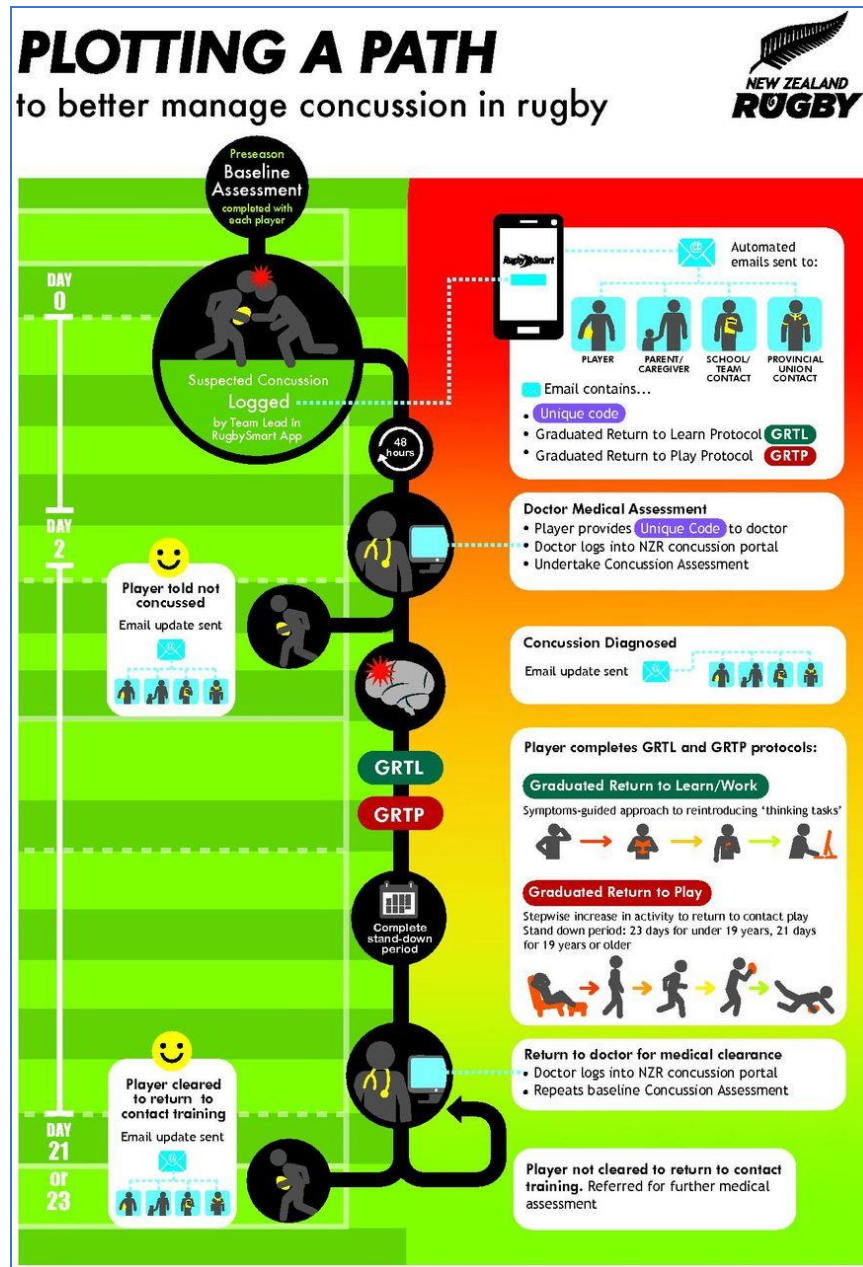 PLOTTING A PATH
to better manage concussion in rugby
NEW ZEALAND
RUGBY
Preseason
Baseline
Assessment
completed with
each player
DAY
0
Suspected Concussion
Logged
by Team Lead in
RugbySmart App
RugbySmart
@
Automated
emails sent to:
PLAYER
PARENT/
CAREGIVER
SCHOOL/
TEAM
CONTACT
PROVINCIAL
UNION
CONTACT
Email contains...
• Unique code
• Graduated Return to Learn Protocol GRTL
• Graduated Return to Play Protocol GRTP
48
hours
DAY
2
Doctor Medical Assessment
• Player provides Unique Code to doctor
• Doctor logs into NZR concussion portal
• Undertake Concussion Assessment
Player told not
concussed
Email update sent
@
Concussion Diagnosed
Email update sent
@
GRTL
GRTP
Player completes GRTL and GRTP protocols:
Graduated Return to Learn/Work
Symptoms-guided approach to reintroducing ‘thinking tasks’
Graduated Return to Play
Stepwise increase in activity to return to contact play
Stand down period: 23 days for under 19 years, 21 days
for 19 years or older
Complete
stand-down
period
Return to doctor for medical clearance
• Doctor logs into NZR concussion portal
• Repeats baseline Concussion Assessment
Player cleared
to return to
contact training
Email update sent
@
DAY
21
or
23
Player not cleared to return to contact
training. Referred for further medical
assessment